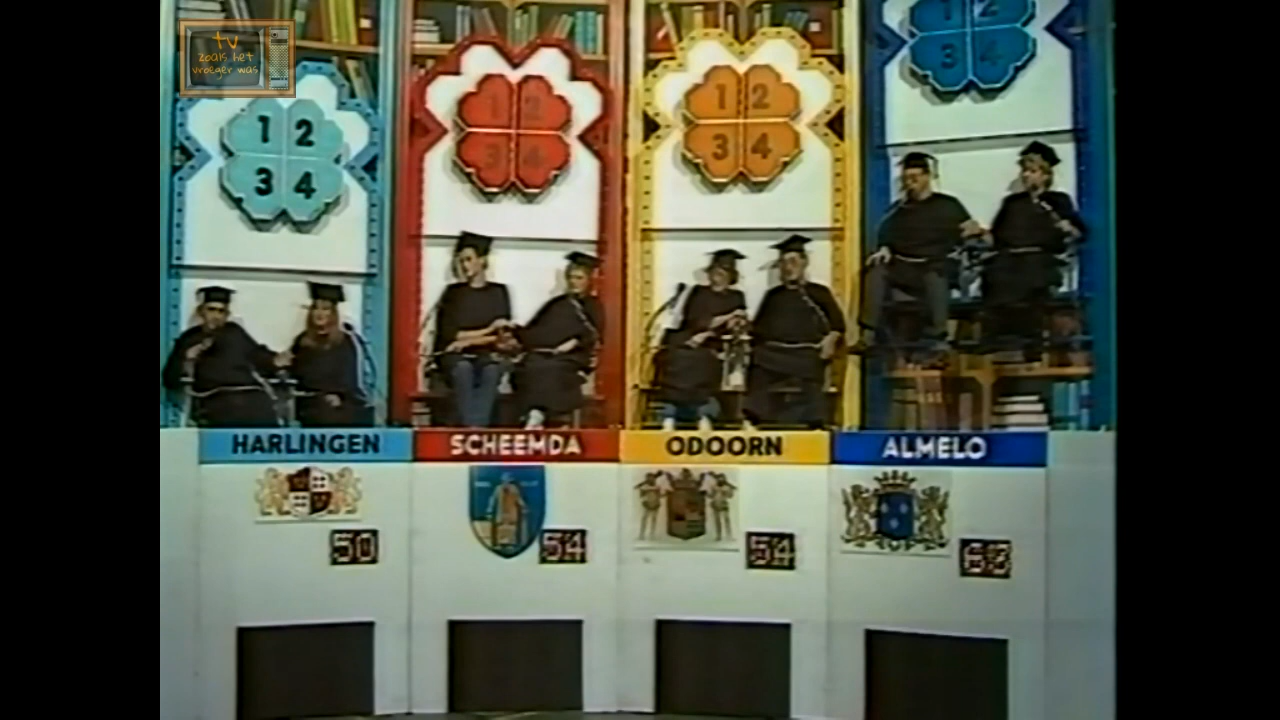 tv
zoals het
vroeger was
1 2
3 4
1 2
3 4
1 2
3 4
1 2
3 4
HARLINGEN
SCHEEMDA
ODOORN
ALMELO
50
54
54
63